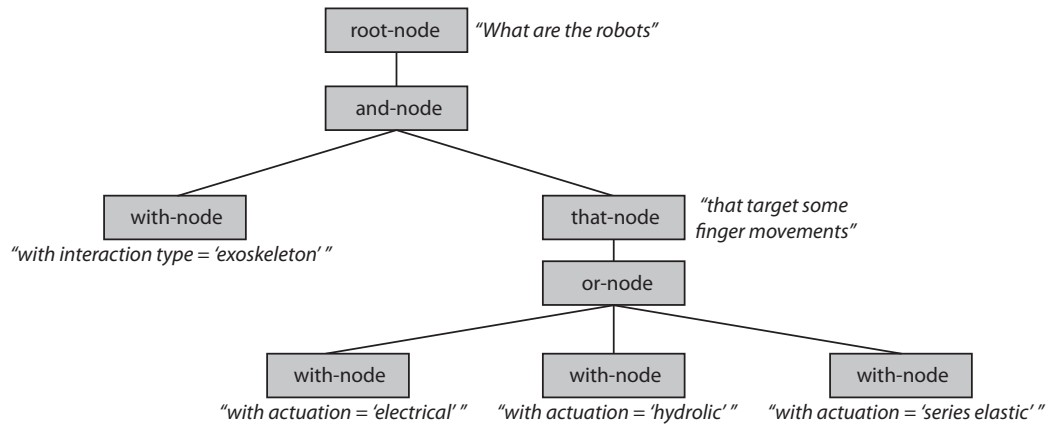 root-node
“What are the robots”
and-node
with-node
“with interaction type = ‘exoskeleton’ ”
that-node
“that target some
finger movements”
or-node
with-node
“with actuation = ‘electrical’ ”
with-node
“with actuation = ‘hydrolic’ ”
with-node
“with actuation = ‘series elastic’ ”